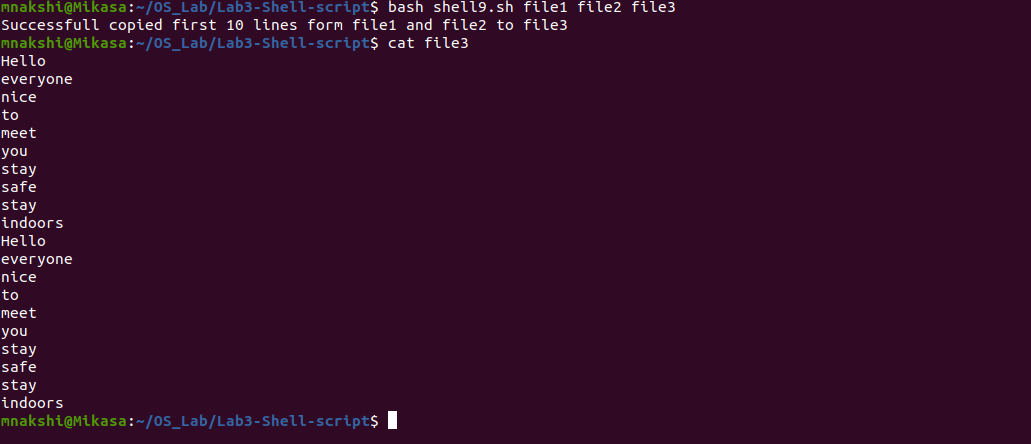 mnakshi@Mikasa:~/OS_Lab/Lab3-Shell-script$ bash shell9.sh file1 file2 file3
Successfull copied first 10 lines form file1 and file2 to file3
mnakshi@Mikasa:~/OS_Lab/Lab3-Shell-script$ cat file3
Hello
everyone
nice
to
meet
you
stay
safe
stay
indoors
Hello
everyone
nice
to
meet
you
stay
safe
stay
indoors
mnakshi@Mikasa:~/OS_Lab/Lab3-Shell-script$